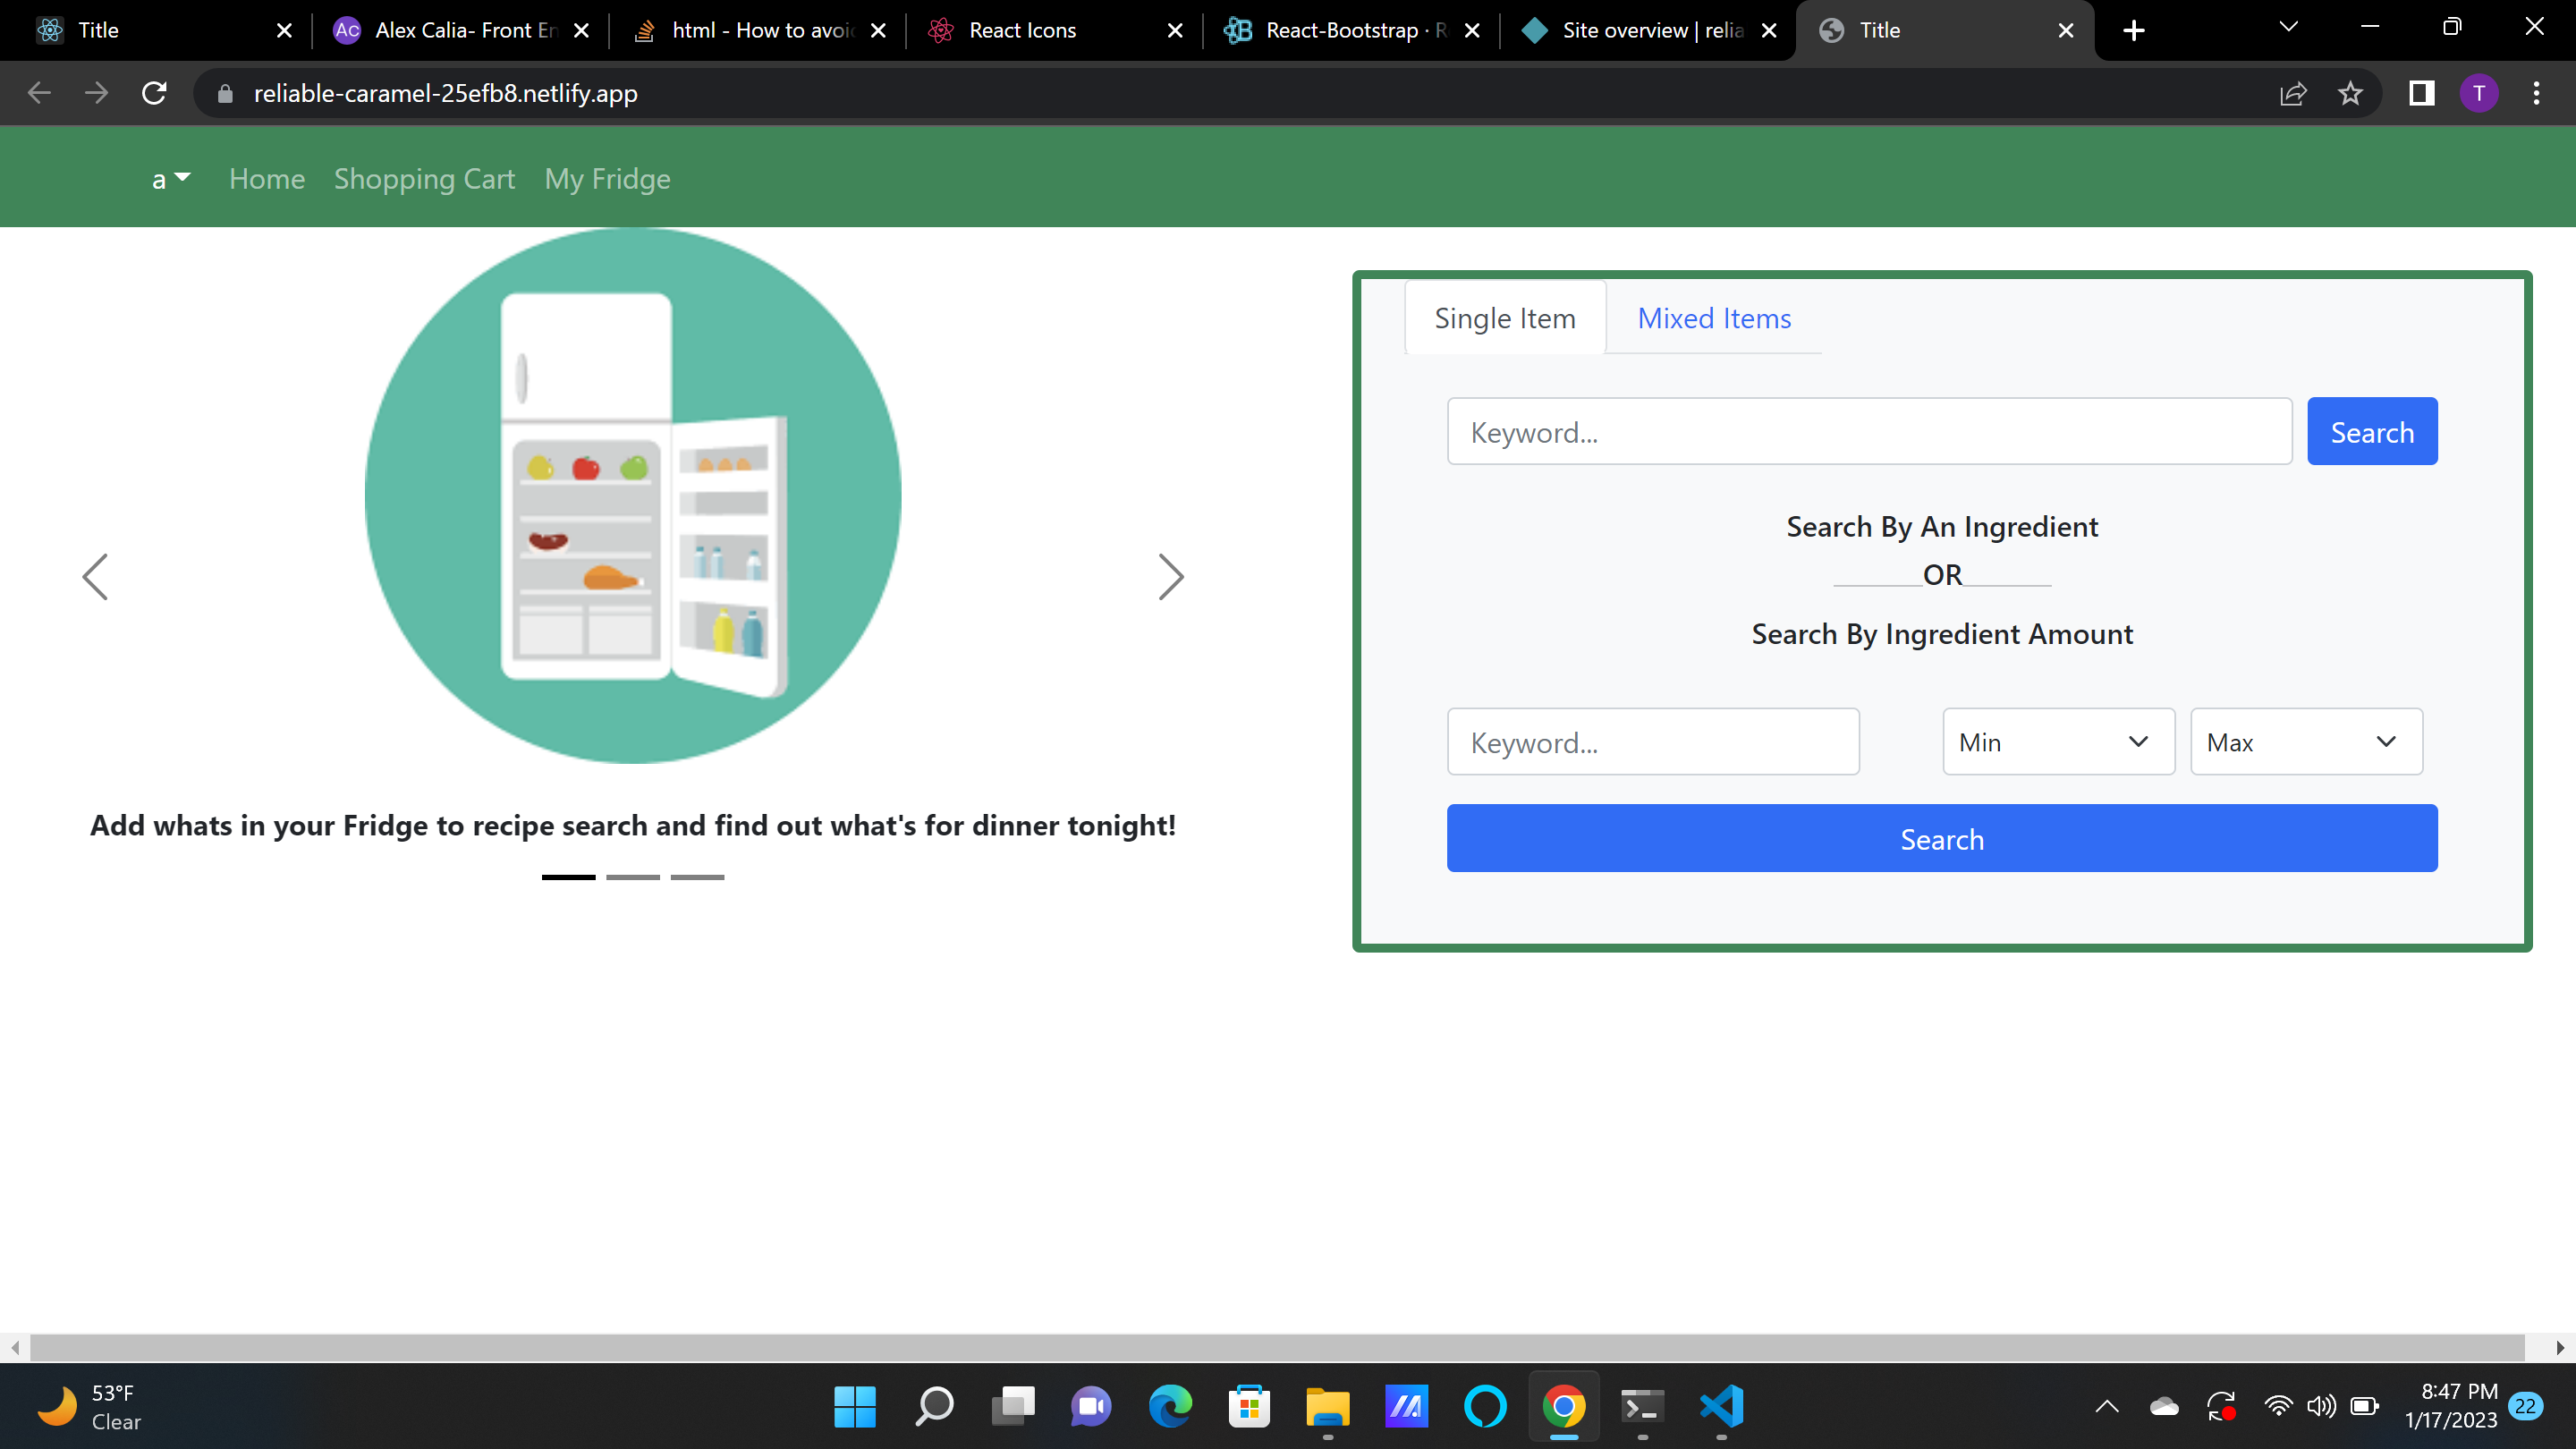 Title
Alex Calia- Front En
html - How to avoid
React Icons
React-Bootstrap · R
Site overview | relia
Title
reliable-caramel-25efb8.netlify.app
T
a
Home
Shopping Cart
My Fridge
Single Item
Mixed Items
Keyword...
Search
Search By An Ingredient
OR
Search By Ingredient Amount
Keyword...
Min
Max
Search
Add whats in your Fridge to recipe search and find out what's for dinner tonight!
53°F
Clear
8:47 PM
1/17/2023
22